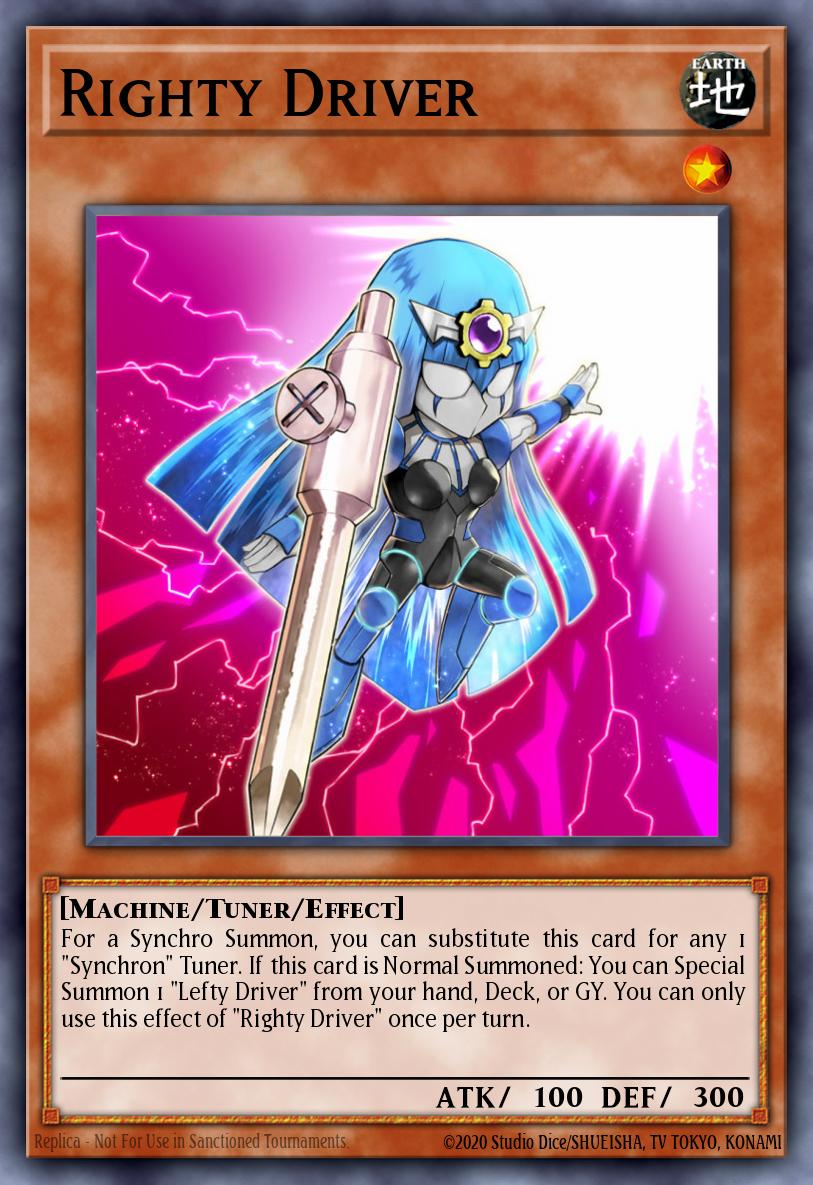 Righty Driver
EARTH
地
[Machine/Tuner/Effect]
For a Synchro Summon, you can substitute this card for any 1
"Synchron" Tuner. If this card is Normal Summoned: You can Special
Summon 1 "Lefty Driver" from your hand, Deck, or GY. You can only
use this effect of "Righty Driver" once per turn.
ATK/ 100 DEF/ 300
Replica - Not For Use in Sanctioned Tournaments.
©2020 Studio Dice/SHUEISHA, TV TOKYO, KONAMI